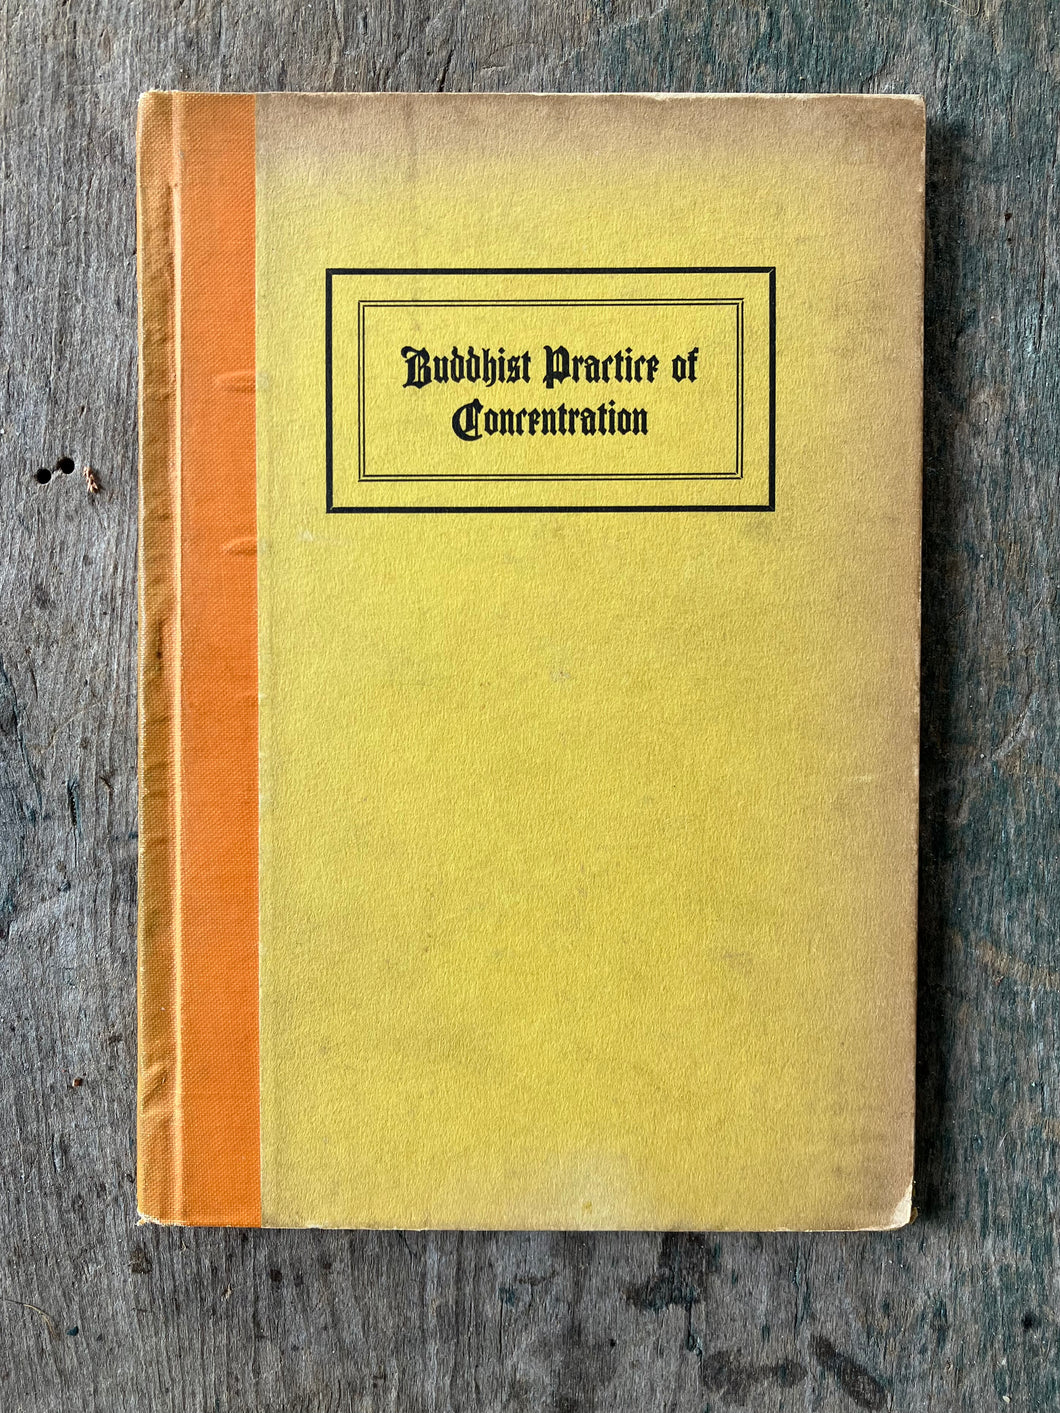 Buddhist Practice of
Concentration